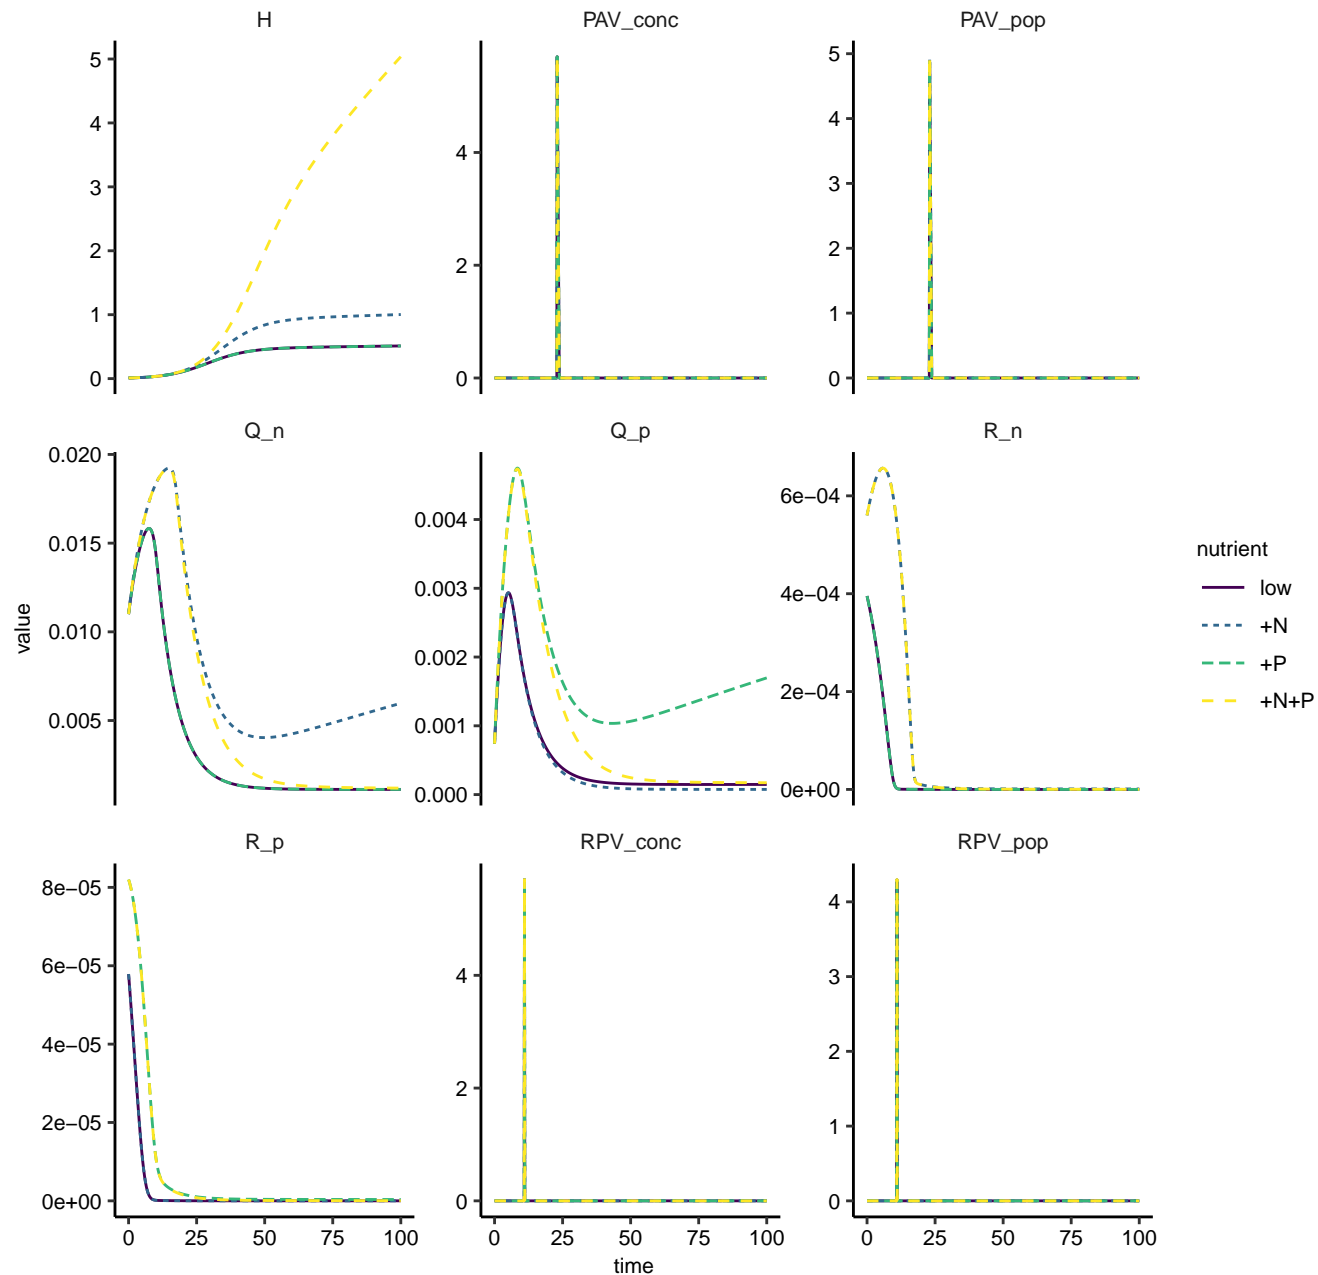 H
PAV_conc
PAV_pop
5
4
3
2
1
0
4
2
0
5
4
3
2
1
0
Q_n
Q_p
R_n
0.020
0.015
0.010
0.005
0.004
0.003
0.002
0.001
0.000
6e−04
4e−04
2e−04
0e+00
R_p
RPV_conc
RPV_pop
8e−05
6e−05
4e−05
2e−05
0e+00
4
2
0
4
3
2
1
0
0 25 50 75 100
0 25 50 75 100
0 25 50 75 100
time
value
nutrient
low
+N
+P
+N+P